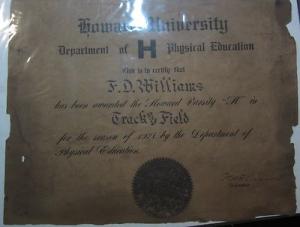 Howard University
Department of H Physical Education
This is to certify that
F.D. Williams
has been awarded the Howard Varsity "H" in
Track & Field
for the season of by the Department of
Physical Education.